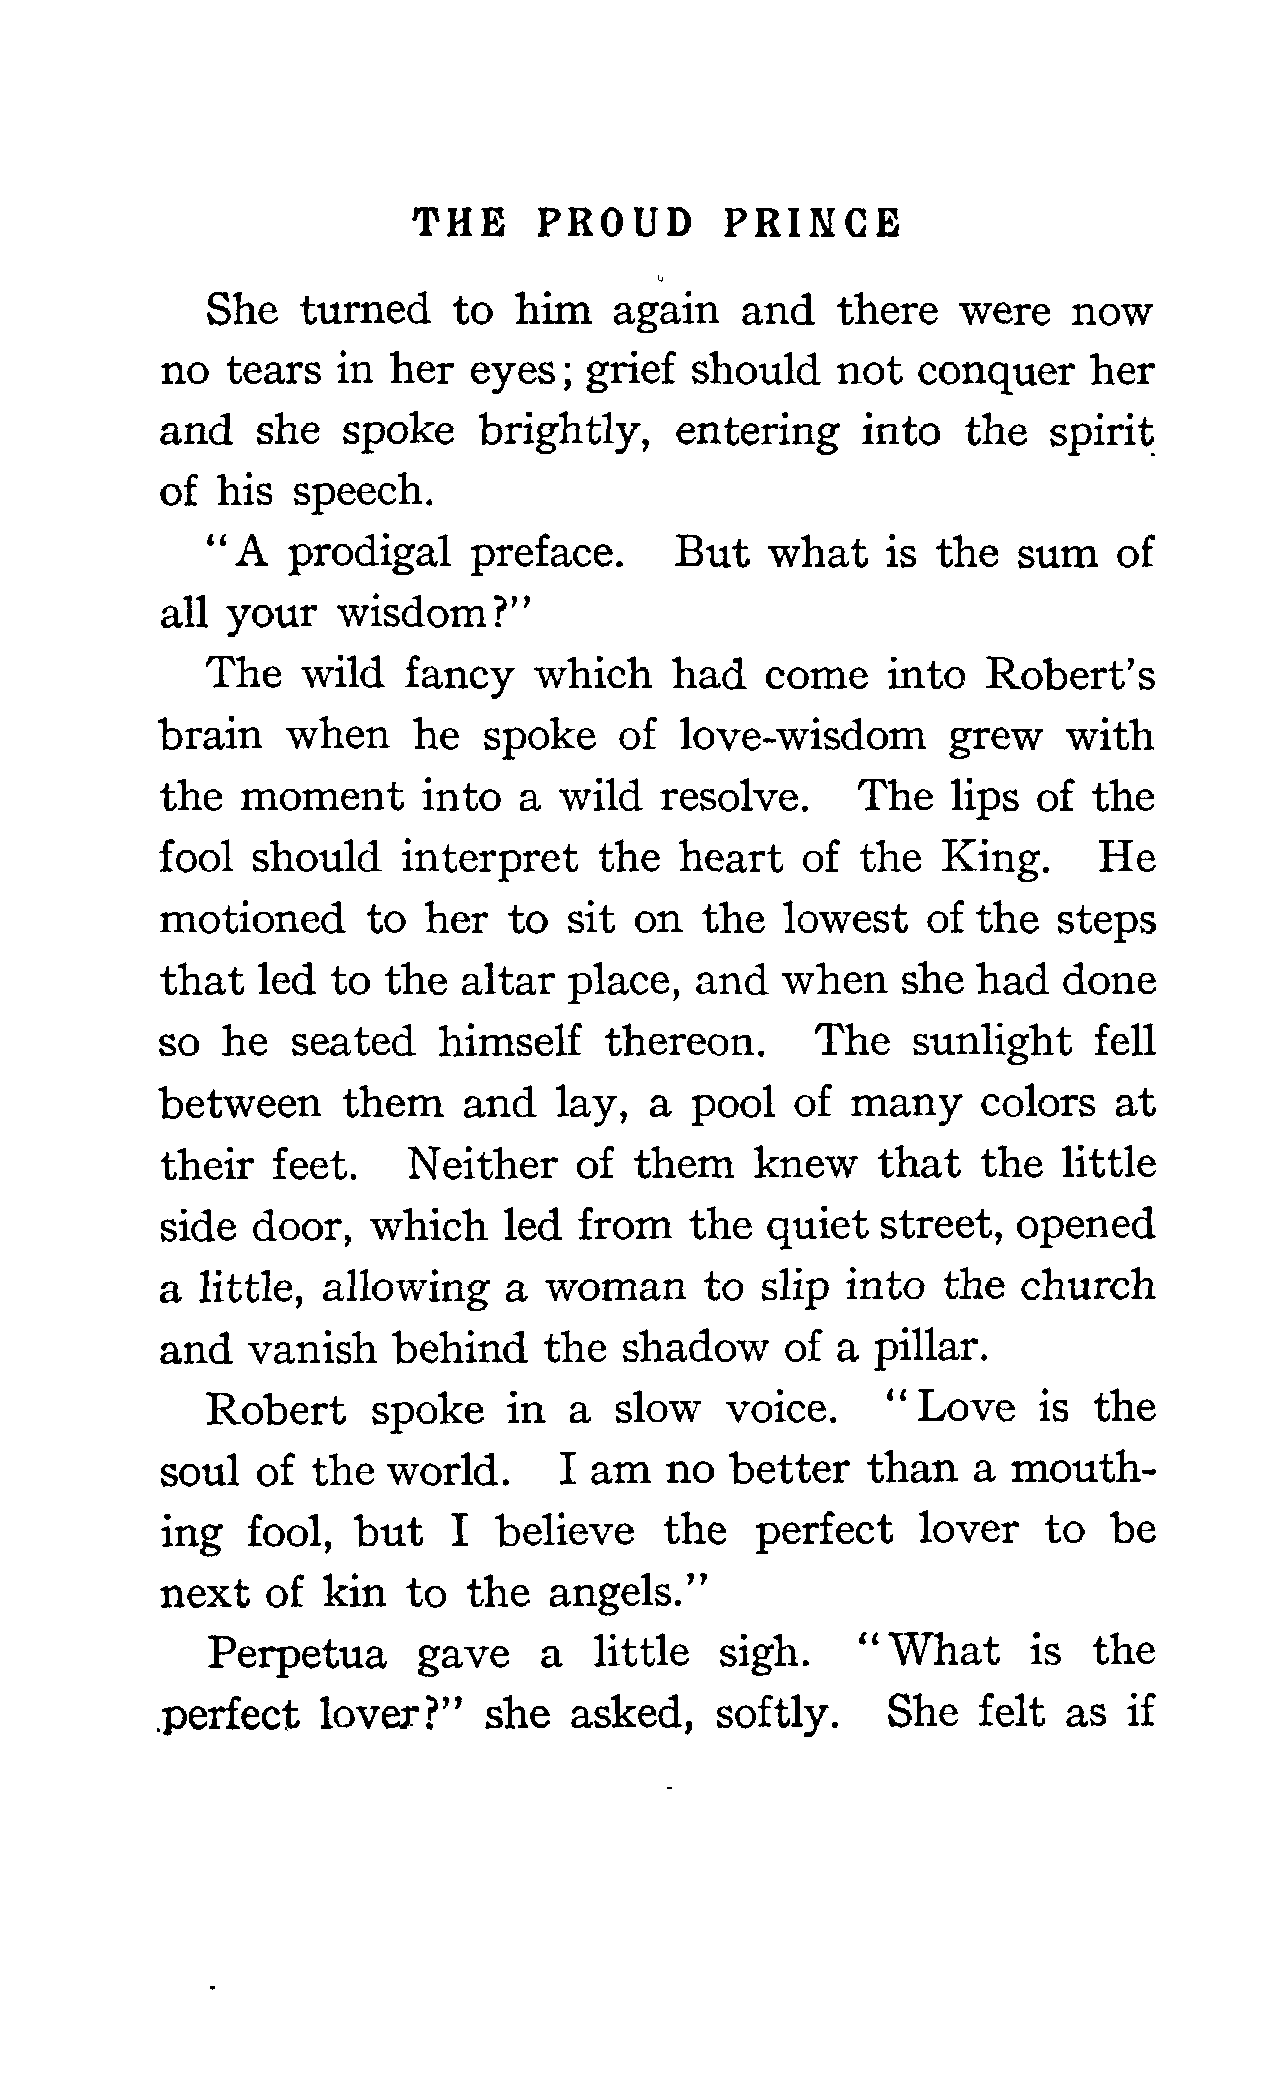 THE PROUD PRINCE
She turned to him again and there were now
no tears in her eyes; grief should not conquer her
and she spoke brightly, entering into the spirit
of his speech.
"A prodigal preface. But what is the sum of
all your wisdom?"
The wild fancy which had come into Robert's
brain when he spoke of love-wisdom grew with
the moment into a wild resolve. The lips of the
fool should interpret the heart of the King. He
motioned to her to sit on the lowest of the steps
that led to the altar place, and when she had done
so he seated himself thereon. The sunlight fell
between them and lay, a pool of many colors at
their feet. Neither of them knew that the little
side door, which led from the quiet street, opened
a little, allowing a woman to slip into the church
and vanish behind the shadow of a pillar.
Robert spoke in a slow voice. "Love is the
soul of the world. I am no better than a mouth-
ing fool, but I believe the perfect lover to be
next of kin to the angels."
Perpetua gave a little sigh. "What is the
perfect lover?" she asked, softly. She felt as if